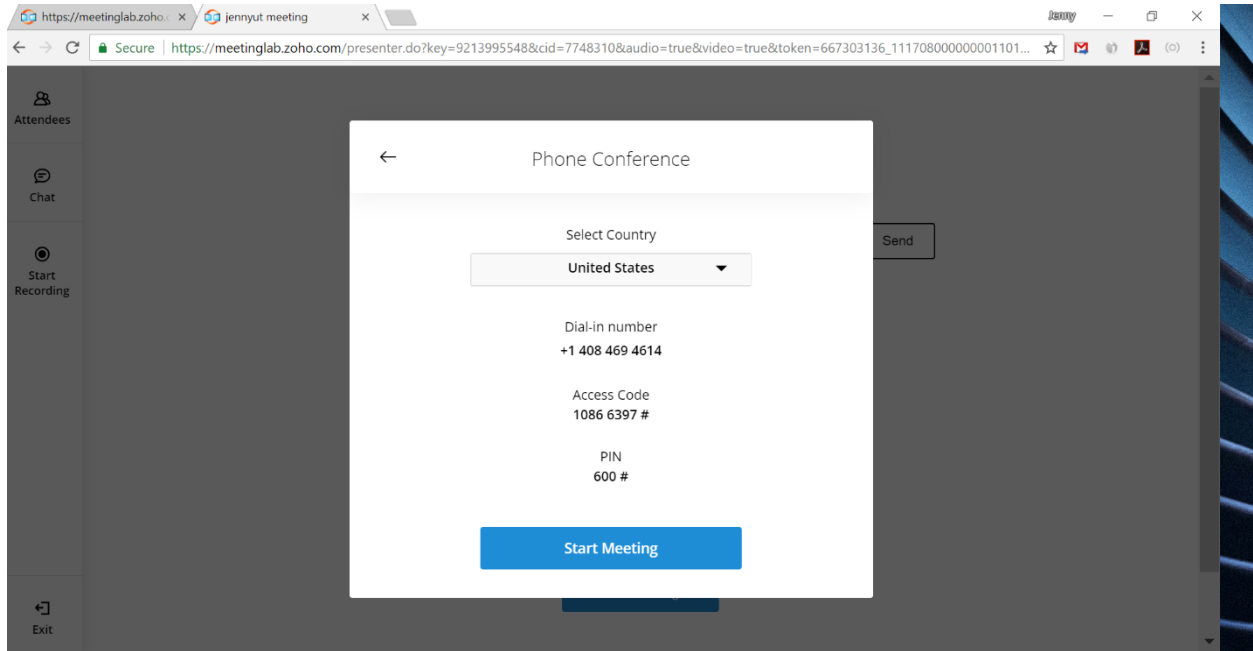 https://meetinglab.zoho.
jennyut meeting
Jenny
Secure
https://meetinglab.zoho.com/presenter.do?key=9213995548&cid=7748310&audio=true&video=true&token=667303136_111708000000001101...
Attendees
Chat
Start
Recording
Exit
Phone Conference
Select Country
United States
Dial-in number
+1 408 469 4614
Access Code
1086 6397 #
PIN
600 #
Start Meeting
Send